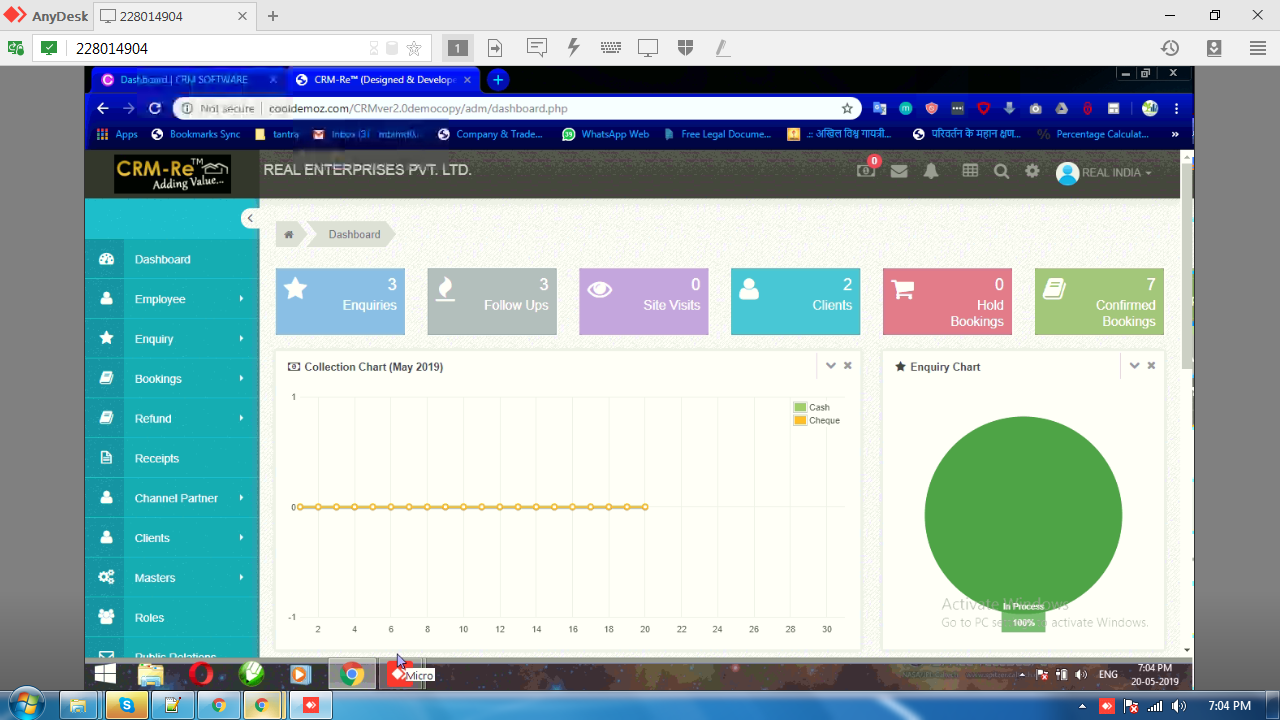 AnyDesk
228014904
228014904
1
Dashboard | CRM SOFTWARE
CRM-Re™ (Designed & Develope
Not secure
cooldemoz.com/CRMver2.0democopy/adm/dashboard.php
Apps
Bookmarks Sync
tantra
Company & Trade...
WhatsApp Web
Free Legal Docume...
.:: अखिल विश्व गायत्री...
परिवर्तन के महान क्षण...
Percentage Calculat...
»
CRM-Re™
Adding Value...
REAL ENTERPRISES PVT. LTD.
0
REAL INDIA
Dashboard
Employee
Enquiry
Bookings
Refund
Receipts
Channel Partner
Clients
Masters
Roles
Public Relations
Dashboard
3
Enquiries
3
Follow Ups
0
Site Visits
2
Clients
0
Hold
Bookings
7
Confirmed
Bookings
Collection Chart (May 2019)
1
0
-1
Cash
Cheque
2 4 6 8 10 12 14 16 18 20 22 24 26 28 30
Enquiry Chart
In Process
100%
Activate Windows
Go to PC se activate Windows.
Micro
ENG
7:04 PM
20-05-2019
7:04 PM